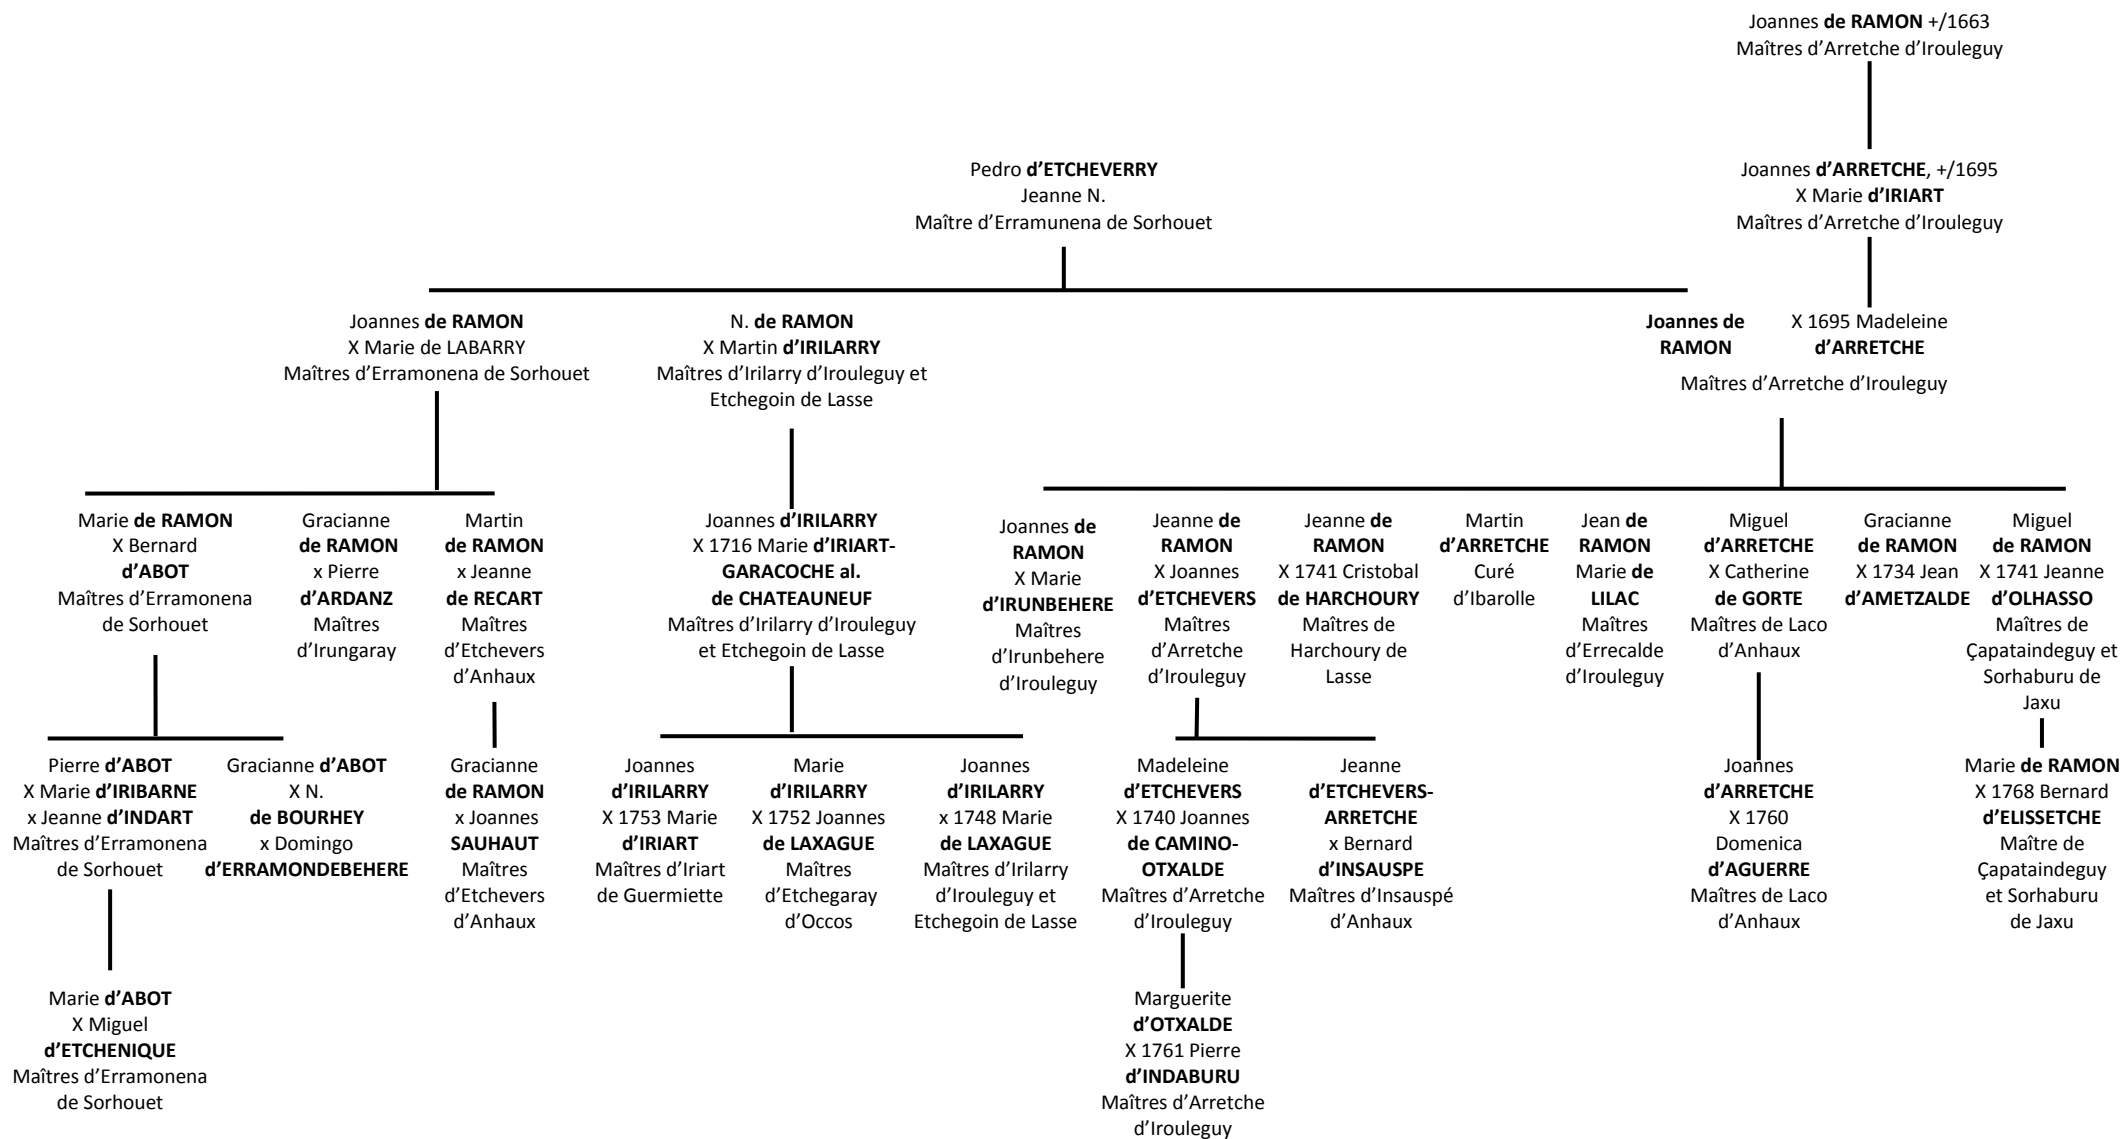 Joannes de RAMON +/1663
Maîtres d’Arretche d’Irouleguy
Pedro d’ETCHEVERRY
Jeanne N.
Maître d’Erramunena de Sorhouet
Joannes d’ARRETCHE, +/1695
X Marie d’IRIART
Maîtres d’Arretche d’Irouleguy
Joannes de RAMON
X Marie de LABARRY
Maîtres d’Erramonena de Sorhouet
N. de RAMON
X Martin d’IRILARRY
Maîtres d’Irilarry d’Irouleguy et
Etchegoin de Lasse
Joannes de
RAMON
X 1695 Madeleine
d’ARRETCHE
Maîtres d’Arretche d’Irouleguy
Marie de RAMON
X Bernard
d’ABOT
Maîtres d’Erramonena
de Sorhouet
Gracianne
de RAMON
x Pierre
d’ARDANZ
Maîtres
d’Irungaray
Martin
de RAMON
x Jeanne
de RECART
Maîtres
d’Etchevers
d’Anhaux
Joannes d’IRILARRY
X 1716 Marie d’IRIART-
GARACOCHE al.
de CHATEAUNEUF
Maîtres d’Irilarry d’Irouleguy
et Etchegoin de Lasse
Joannes de
RAMON
X Marie
d’IRUNBEHERE
Maîtres
d’Irunbehere
d’Irouleguy
Jeanne de
RAMON
X Joannes
d’ETCHEVERS
Maîtres
d’Arretche
d’Irouleguy
Jeanne de
RAMON
X 1741 Cristobal
de HARCHOURY
Maîtres de
Harchoury de
Lasse
Martin
d’ARRETCHE
Curé
d’Ibarolle
Jean de
RAMON
Marie de
LILAC
Maîtres
d’Errecalde
d’Irouleguy
Miguel
d’ARRETCHE
X Catherine
de GORTE
Maîtres de Laco
d’Anhaux
Gracianne
de RAMON
X 1734 Jean
d’AMETZALDE
Miguel
de RAMON
X 1741 Jeanne
d’OLHASSO
Maîtres de
Çapataindeguy et
Sorhaburu de
Jaxu
Pierre d’ABOT
X Marie d’IRIBARNE
x Jeanne d’INDART
Maîtres d’Erramonena
de Sorhouet
Gracianne d’ABOT
X N.
de BOURHEY
x Domingo
d’ERRAMONDEBEHERE
Gracianne
de RAMON
x Joannes
SAUHAUT
Maîtres
d’Etchevers
d’Anhaux
Joannes
d’IRILARRY
X 1753 Marie
d’IRIART
Maîtres d’Iriart
de Guermiette
Marie
d’IRILARRY
X 1752 Joannes
de LAXAGUE
Maîtres
d’Etchegaray
d’Occos
Joannes
d’IRILARRY
x 1748 Marie
de LAXAGUE
Maîtres d’Irilarry
d’Irouleguy et
Etchegoin de Lasse
Madeleine
d’ETCHEVERS
X 1740 Joannes
de CAMINO-
OTXALDE
Maîtres d’Arretche
d’Irouleguy
Jeanne
d’ETCHEVERS-
ARRETCHE
x Bernard
d’INSAUSPE
Maîtres d’Insauspé
d’Anhaux
Joannes
d’ARRETCHE
X 1760
Domenica
d’AGUERRE
Maîtres de Laco
d’Anhaux
Marie de RAMON
X 1768 Bernard
d’ELISSETCHE
Maître de
Çapataindeguy
et Sorhaburu
de Jaxu
Marie d’ABOT
X Miguel
d’ETCHENIQUE
Maîtres d’Erramonena
de Sorhouet
Marguerite
d’OTXALDE
X 1761 Pierre
d’INDABURU
Maîtres d’Arretche
d’Irouleguy